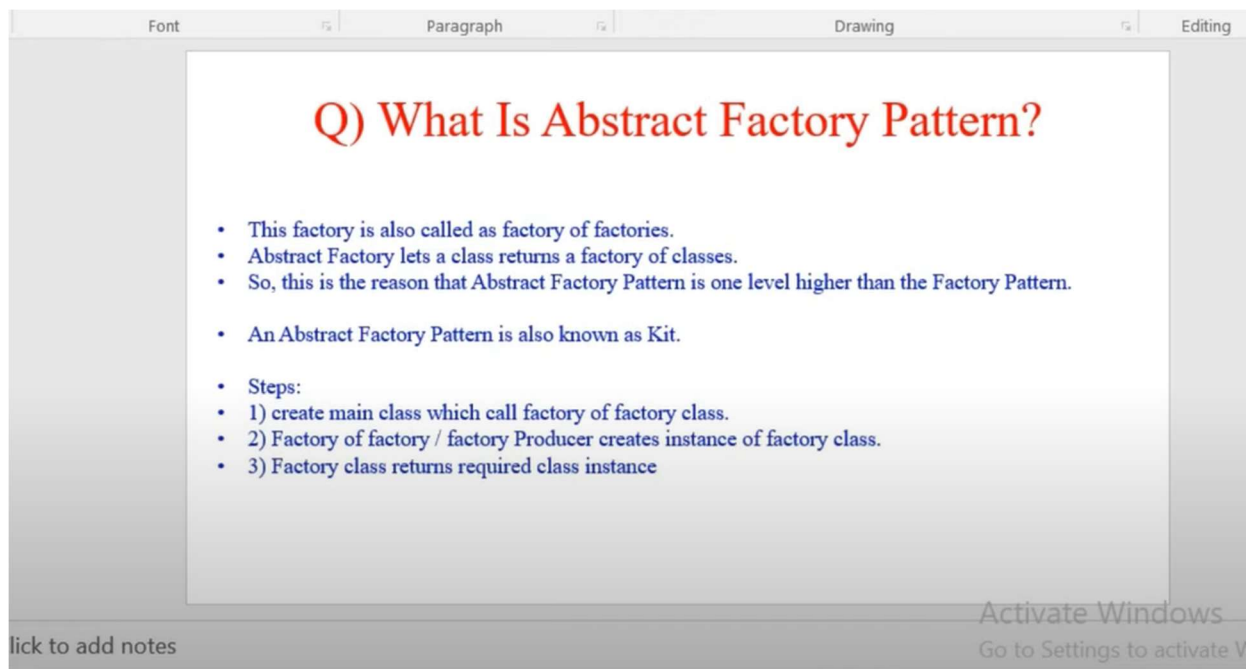 Font Paragraph Drawing Editing
Q) What Is Abstract Factory Pattern?
• This factory is also called as factory of factories.
• Abstract Factory lets a class returns a factory of classes.
• So, this is the reason that Abstract Factory Pattern is one level higher than the Factory Pattern.
• An Abstract Factory Pattern is also known as Kit.
• Steps:
• 1) create main class which call factory of factory class.
• 2) Factory of factory / factory Producer creates instance of factory class.
• 3) Factory class returns required class instance
Activate Windows
lick to add notes
Go to Settings to activate